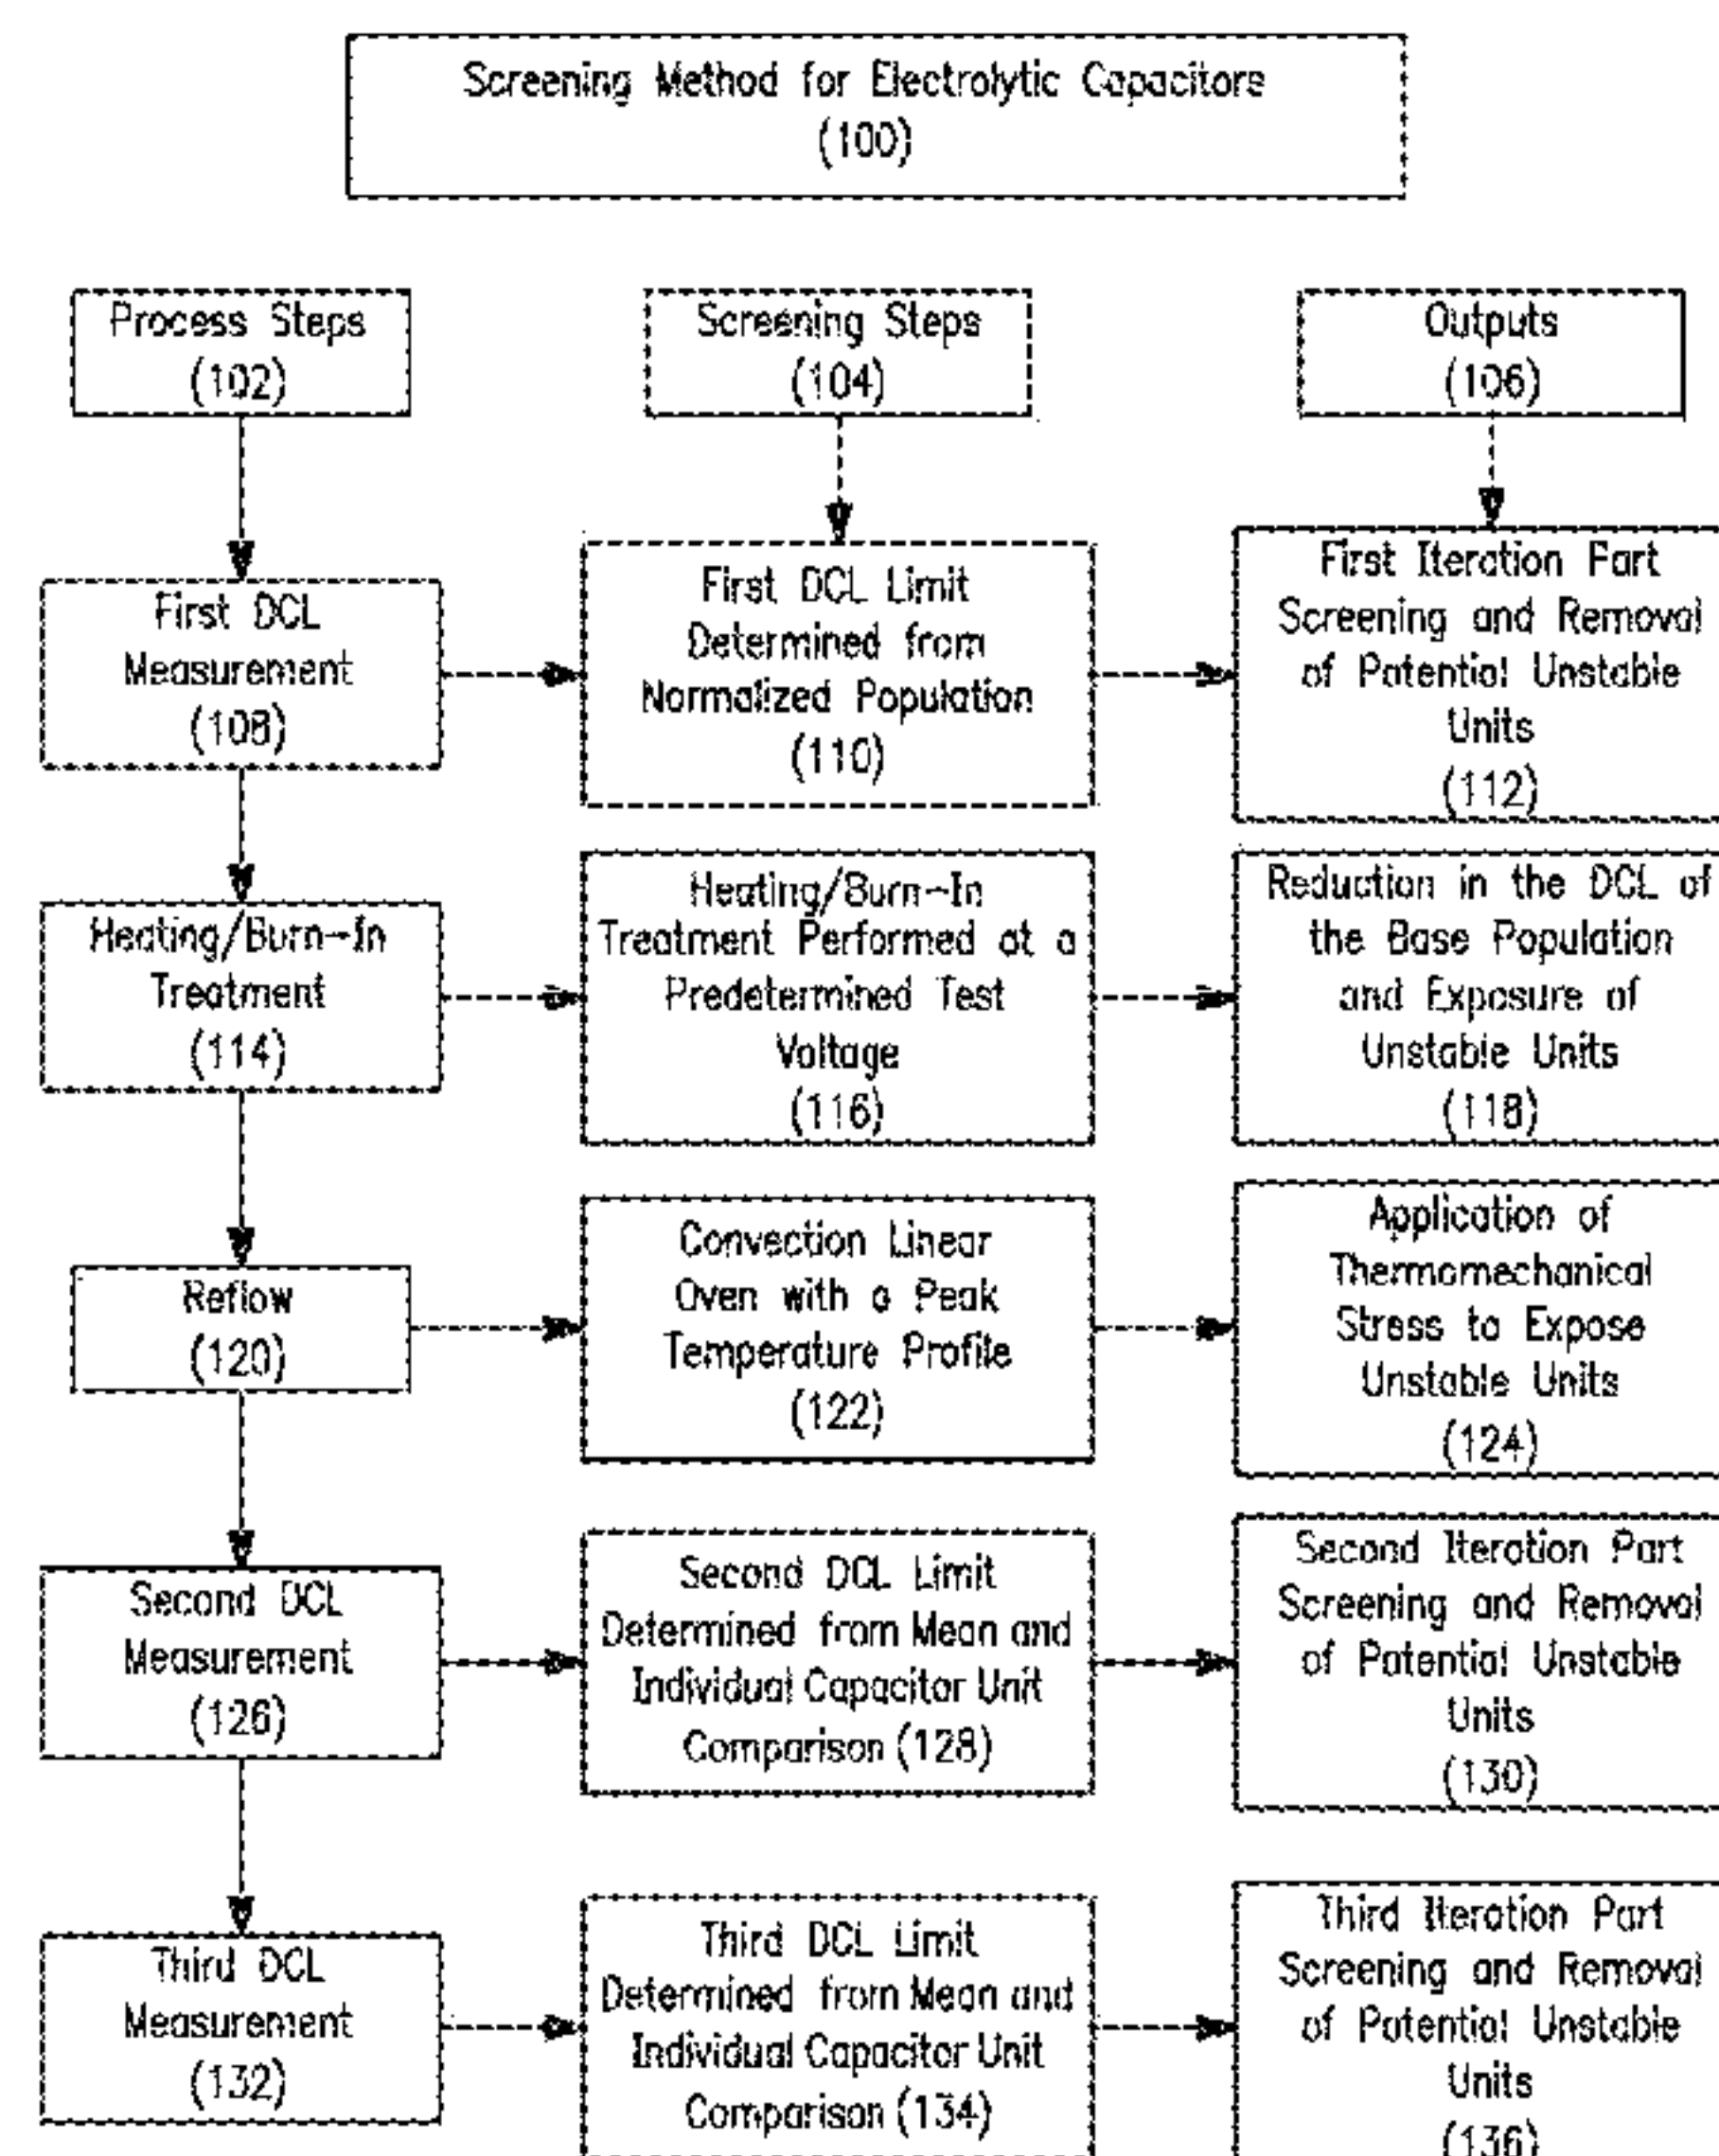 Screening Method for Electrolytic Capacitors
(100)
Process Steps
(102)
Screening Steps
(104)
Outputs
(106)
First DCL
Measurement
(108)
First DCL Limit
Determined from
Normalized Population
(110)
First Iteration Part
Screening and Removal
of Potential Unstable
Units
(112)
Heating/Burn-In
Treatment
(114)
Heating/Burn-In
Treatment Performed at a
Predetermined Test
Voltage
(116)
Reduction in the DCL of
the Base Population
and Exposure of
Unstable Units
(118)
Reflow
(120)
Convection Linear
Oven with a Peak
Temperature Profile
(122)
Application of
Thermomechanical
Stress to Expose
Unstable Units
(124)
Second DCL
Measurement
(126)
Second DCL Limit
Determined from Mean and
Individual Capacitor Unit
Comparison (128)
Second Iteration Part
Screening and Removal
of Potential Unstable
Units
(130)
Third DCL
Measurement
(132)
Third DCL Limit
Determined from Mean and
Individual Capacitor Unit
Comparison (134)
Third Iteration Part
Screening and Removal
of Potential Unstable
Units
(136)